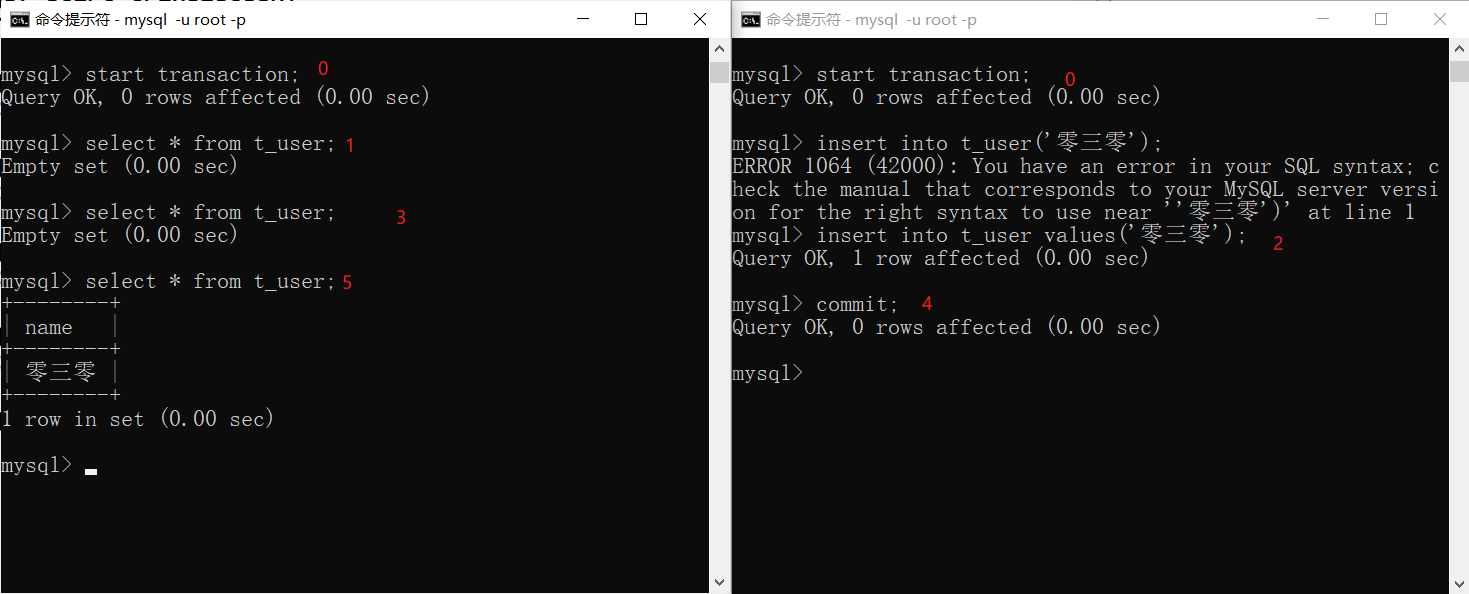 命令提示符 - mysql -u root -p
mysql> start transaction; 0
Query OK, 0 rows affected (0.00 sec)
mysql> select * from t_user; 1
Empty set (0.00 sec)
mysql> select * from t_user; 3
Empty set (0.00 sec)
mysql> select * from t_user; 5
+--------+
| name   |
+--------+
| 零三零 |
+--------+
1 row in set (0.00 sec)
mysql>
命令提示符 - mysql -u root -p
mysql> start transaction; 0
Query OK, 0 rows affected (0.00 sec)
mysql> insert into t_user('零三零');
ERROR 1064 (42000): You have an error in your SQL syntax; c
heck the manual that corresponds to your MySQL server versi
on for the right syntax to use near ''零三零')' at line 1
mysql> insert into t_user values('零三零'); 2
Query OK, 1 row affected (0.00 sec)
mysql> commit; 4
Query OK, 0 rows affected (0.00 sec)
mysql>